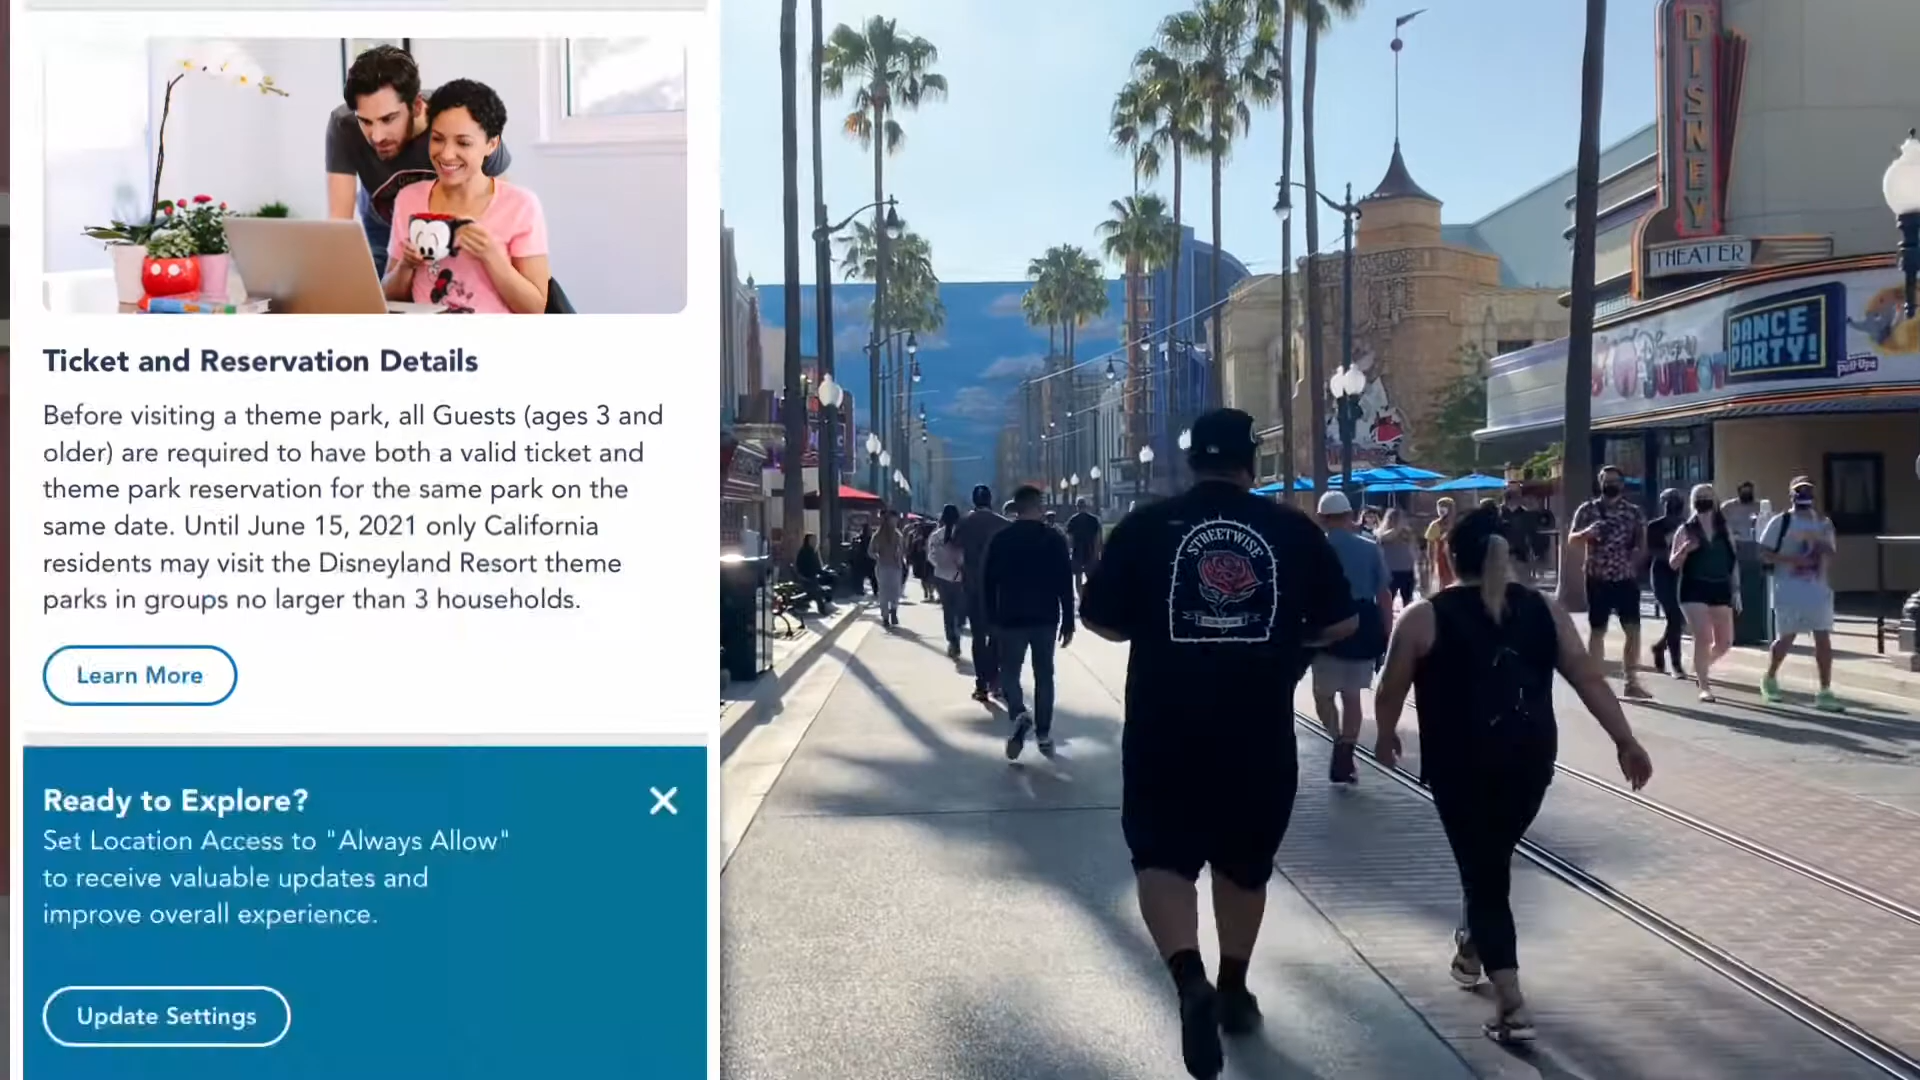 Ticket and Reservation Details
Before visiting a theme park, all Guests (ages 3 and
older) are required to have both a valid ticket and
theme park reservation for the same park on the
same date. Until June 15, 2021 only California
residents may visit the Disneyland Resort theme
parks in groups no larger than 3 households.
Learn More
Ready to Explore?
Set Location Access to "Always Allow"
to receive valuable updates and
improve overall experience.
Update Settings
DISNEY
THEATER
DANCE
PARTY!
STREETWISE